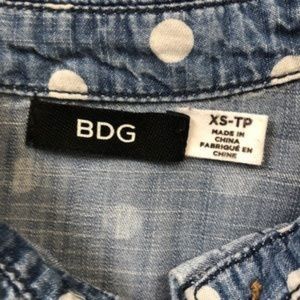 BDG
XS-TP
MADE IN
CHINA
FABRIQUÉ EN
CHINE